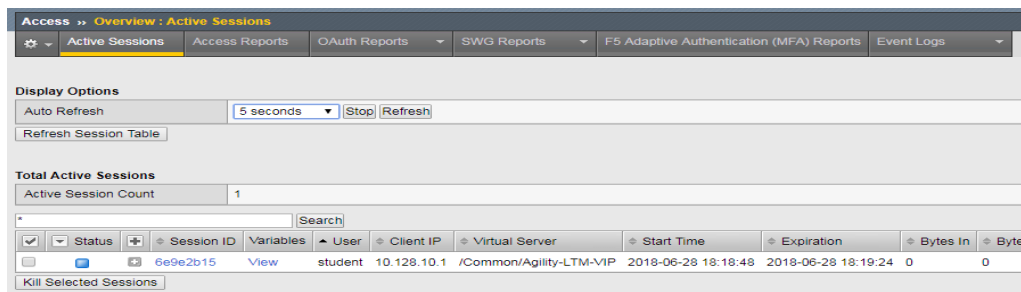 Access » Overview : Active Sessions
Active Sessions Access Reports OAuth Reports SWG Reports F5 Adaptive Authentication (MFA) Reports Event Logs
Display Options
Auto Refresh 5 seconds Stop Refresh
Refresh Session Table
Total Active Sessions
Active Session Count 1
* Search
Status Session ID Variables User Client IP Virtual Server Start Time Expiration Bytes In
6e9e2b15 View student 10.128.10.1 /Common/Agility-LTM-VIP 2018-06-28 18:18:48 2018-06-28 18:19:24 0 0
Kill Selected Sessions